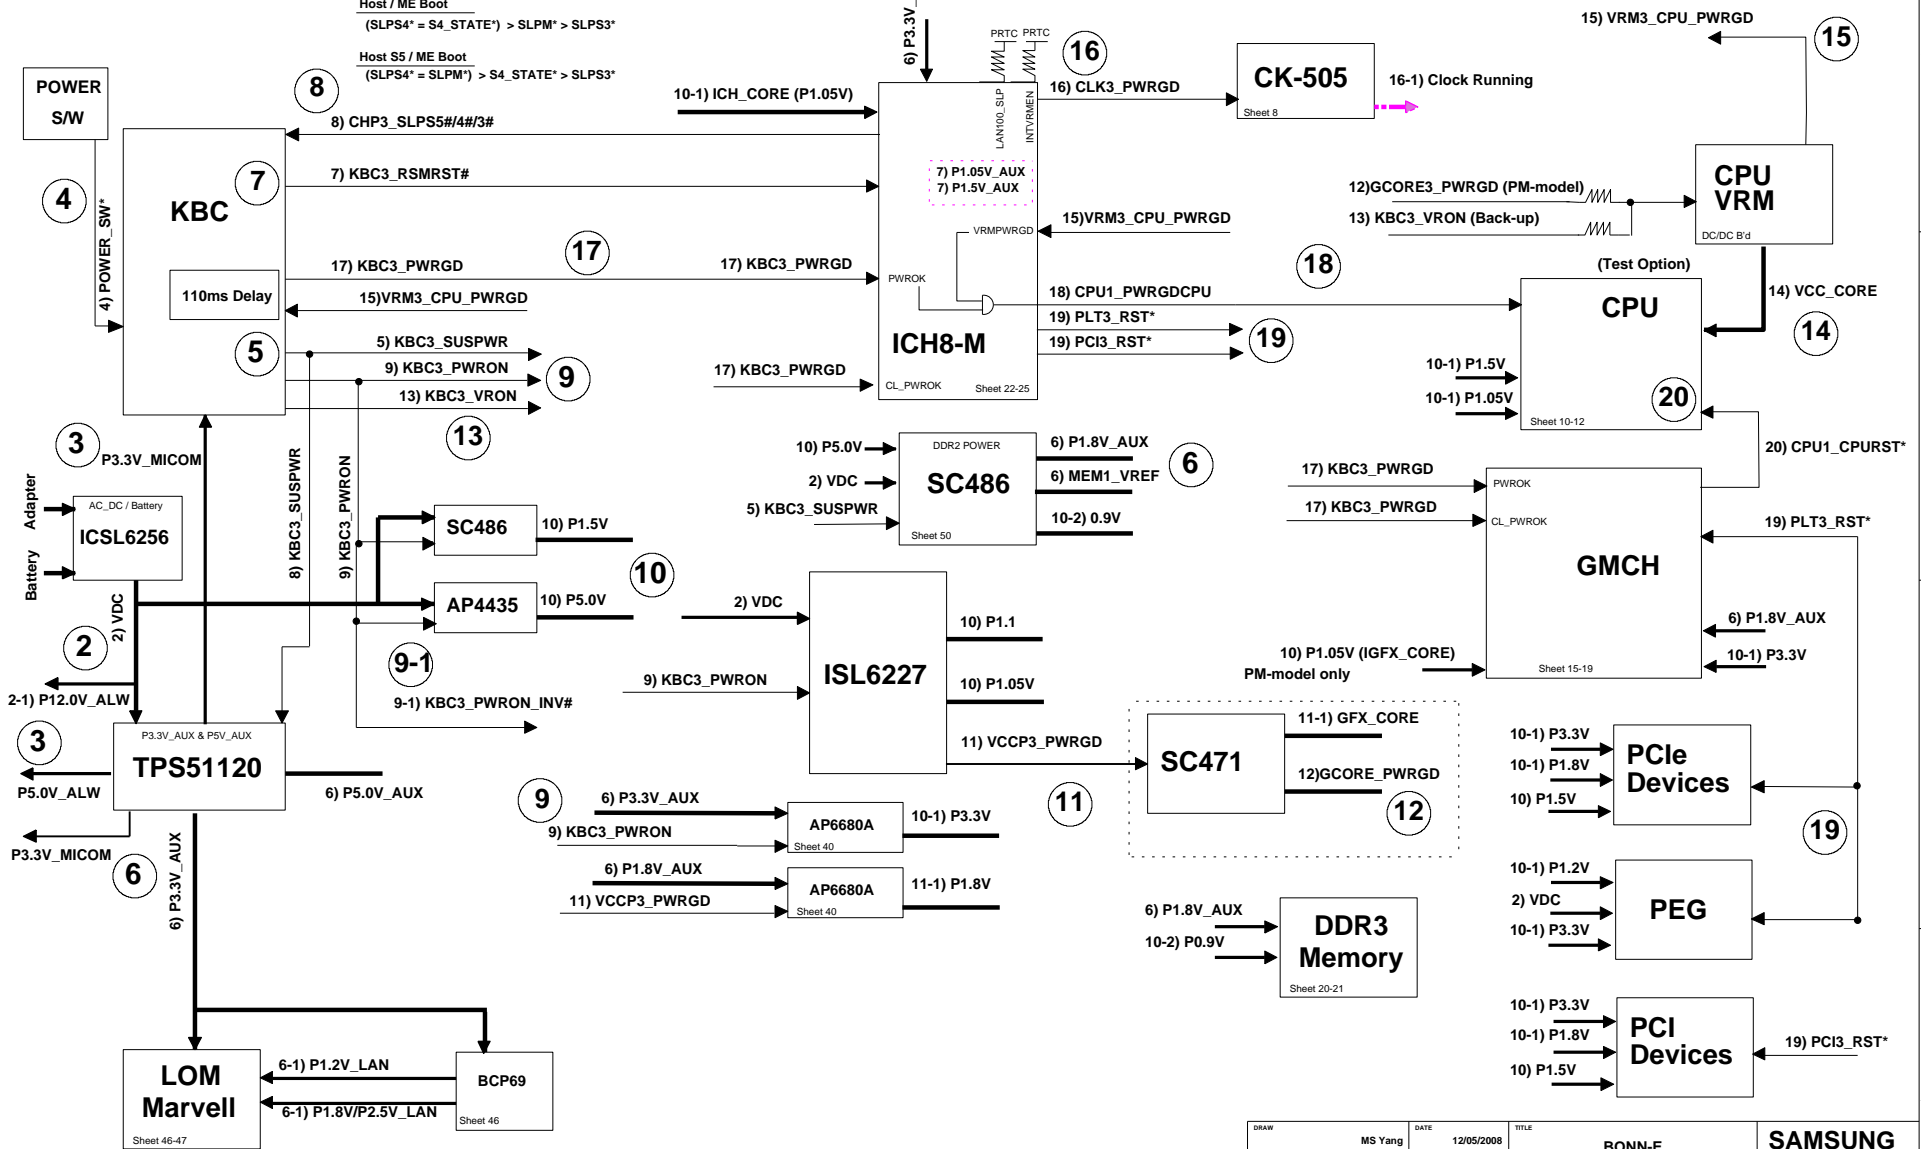 Host / ME Boot
(SLPS4* = S4_STATE*) > SLPM* > SLPS3*
Host S5 / ME Boot
(SLPS4* = SLPM*) > S4_STATE* > SLPS3*
POWER
S/W
4
4) POWER_SW*
8
8) CHP3_SLPS5#/4#/3#
7
7) KBC3_RSMRST#
KBC
17) KBC3_PWRGD
17
110ms Delay
15)VRM3_CPU_PWRGD
5
5) KBC3_SUSPWR
9) KBC3_PWRON
9
13) KBC3_VRON
13
6) P3.3V_
PRTC
PRTC
16
10-1) ICH_CORE (P1.05V)
LAN100_SLP
INTVRMEN
16) CLK3_PWRGD
CK-505
Sheet 8
16-1) Clock Running
7) P1.05V_AUX
7) P1.5V_AUX
VRMPWRGD
15)VRM3_CPU_PWRGD
17) KBC3_PWRGD
PWROK
18) CPU1_PWRGDCPU
18
19) PLT3_RST*
19) PCI3_RST*
19
ICH8-M
17) KBC3_PWRGD
CL_PWROK
Sheet 22-25
15) VRM3_CPU_PWRGD
15
12)GCORE3_PWRGD (PM-model)
13) KBC3_VRON (Back-up)
CPU
VRM
DC/DC B'd
(Test Option)
CPU
14) VCC_CORE
14
10-1) P1.5V
10-1) P1.05V
20
Sheet 10-12
20) CPU1_CPURST*
3
P3.3V_MICOM
Adapter
Battery
AC_DC / Battery
ICSL6256
2) VDC
2
2-1) P12.0V_ALW
3
P5.0V_ALW
P3.3V_MICOM
6
P3.3V_AUX & P5V_AUX
TPS51120
6) P5.0V_AUX
6) P3.3V_AUX
8) KBC3_SUSPWR
9) KBC3_PWRON
SC486
10) P1.5V
10
AP4435
10) P5.0V
9-1
9-1) KBC3_PWRON_INV#
10) P5.0V
2) VDC
5) KBC3_SUSPWR
DDR2 POWER
SC486
Sheet 50
6) P1.8V_AUX
6) MEM1_VREF
10-2) 0.9V
6
2) VDC
9) KBC3_PWRON
ISL6227
10) P1.1
10) P1.05V
11) VCCP3_PWRGD
11
SC471
11-1) GFX_CORE
12)GCORE_PWRGD
12
9
6) P3.3V_AUX
9) KBC3_PWRON
AP6680A
Sheet 40
10-1) P3.3V
6) P1.8V_AUX
11) VCCP3_PWRGD
AP6680A
Sheet 40
11-1) P1.8V
17) KBC3_PWRGD
17) KBC3_PWRGD
PWROK
CL_PWROK
GMCH
Sheet 15-19
19) PLT3_RST*
6) P1.8V_AUX
10-1) P3.3V
10) P1.05V (IGFX_CORE)
PM-model only
10-1) P3.3V
10-1) P1.8V
10) P1.5V
PCIe
Devices
19
10-1) P1.2V
2) VDC
10-1) P3.3V
PEG
6) P1.8V_AUX
10-2) P0.9V
DDR3
Memory
Sheet 20-21
10-1) P3.3V
10-1) P1.8V
10) P1.5V
PCI
Devices
19) PCI3_RST*
LOM
Marvell
Sheet 46-47
6-1) P1.2V_LAN
6-1) P1.8V/P2.5V_LAN
BCP69
Sheet 46
DRAW
MS Yang
DATE
12/05/2008
TITLE
BONN-E
SAMSUNG